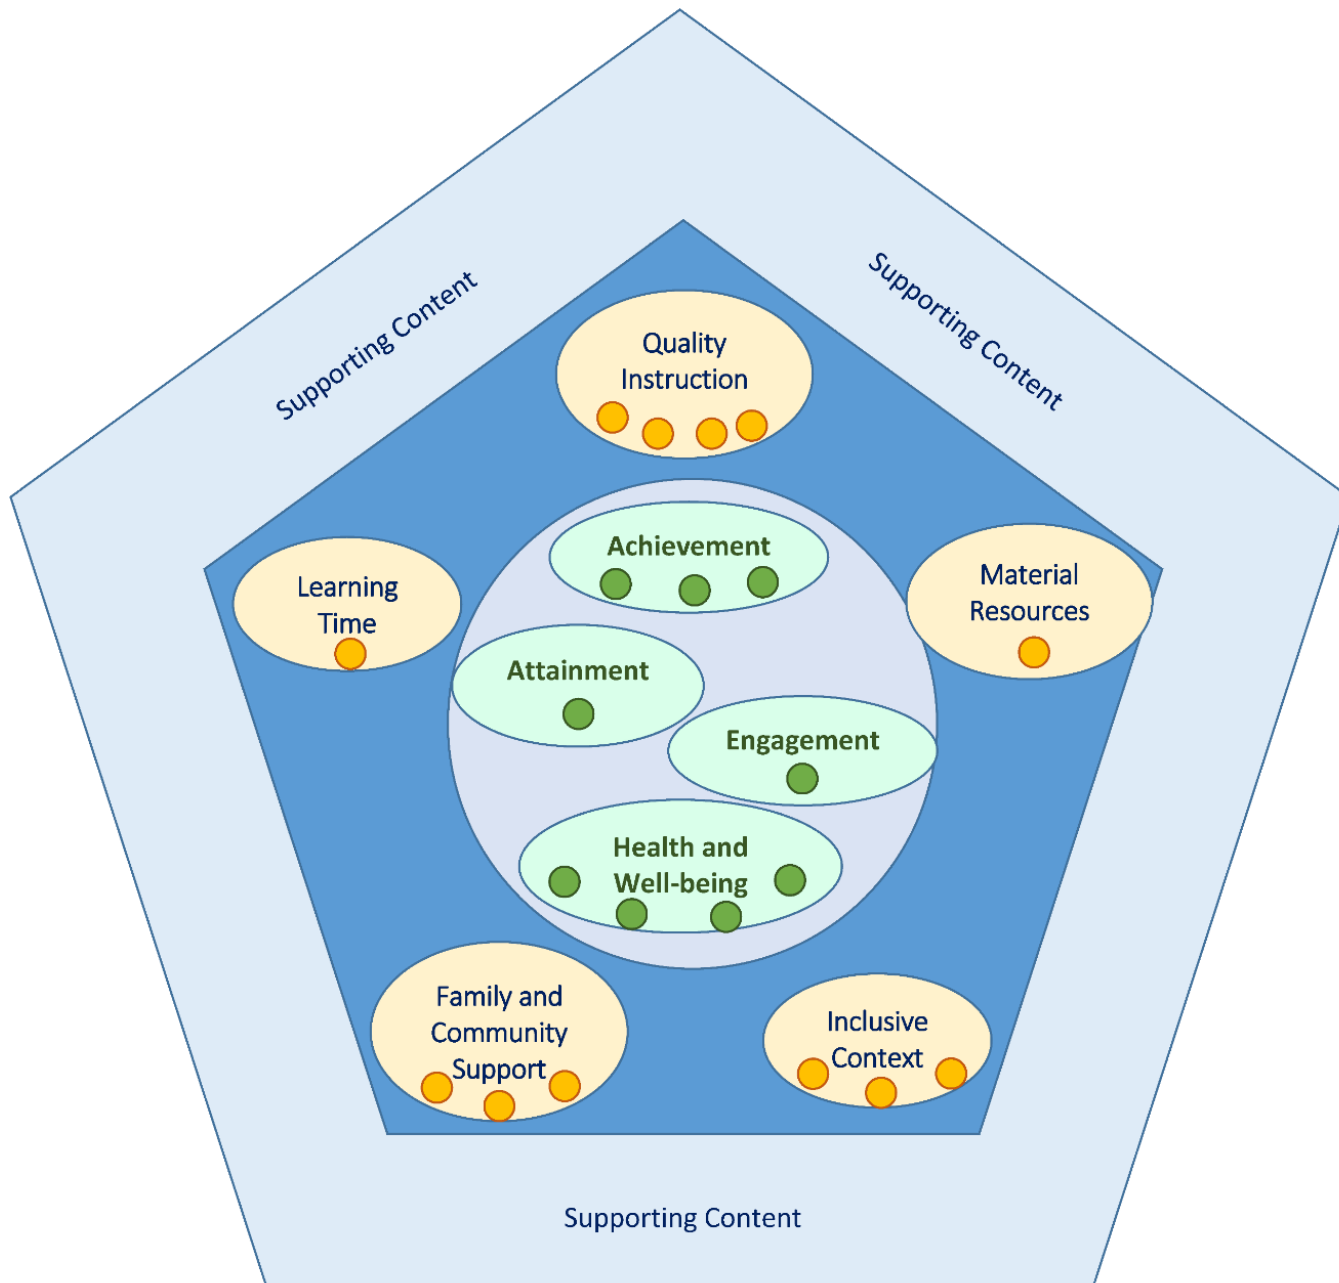 Supporting Content
Supporting Content
Quality
Instruction
Achievement
Learning
Time
Material
Resources
Attainment
Engagement
Health and
Well-being
Family and
Community
Support
Inclusive
Context
Supporting Content